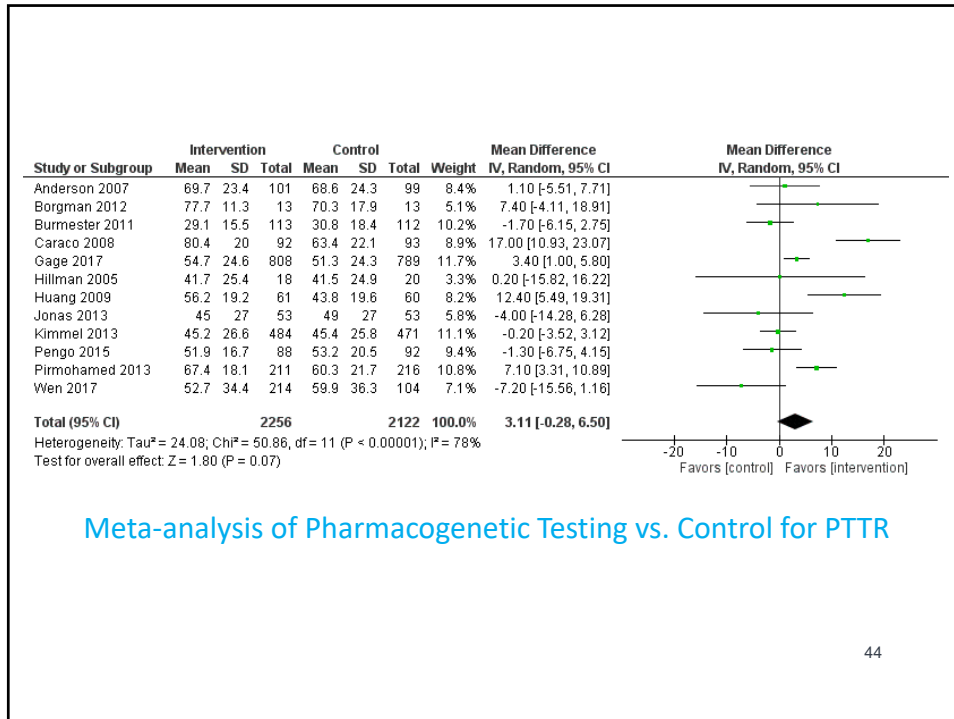 Intervention Control Mean Difference Mean Difference
Study or Subgroup Mean SD Total Mean SD Total Weight IV, Random, 95% CI IV, Random, 95% CI
Anderson 2007 69.7 23.4 101 68.6 24.3 99 8.4% 1.10 [-5.51, 7.71]
Borgman 2012 77.7 11.3 13 70.3 17.9 13 5.1% 7.40 [-4.11, 18.91]
Burmester 2011 29.1 15.5 113 30.8 18.4 112 10.2% -1.70 [-6.15, 2.75]
Caraco 2008 80.4 20 92 63.4 22.1 93 8.9% 17.00 [10.93, 23.07]
Gage 2017 54.7 24.6 808 51.3 24.3 789 11.7% 3.40 [1.00, 5.80]
Hillman 2005 41.7 25.4 18 41.5 24.9 20 3.3% 0.20 [-15.82, 16.22]
Huang 2009 56.2 19.2 61 43.8 19.6 60 8.2% 12.40 [5.49, 19.31]
Jonas 2013 45 27 53 49 27 53 5.8% -4.00 [-14.28, 6.28]
Kimmel 2013 45.2 26.6 484 45.4 25.8 471 11.1% -0.20 [-3.52, 3.12]
Pengo 2015 51.9 16.7 88 53.2 20.5 92 9.4% -1.30 [-6.75, 4.15]
Pirmohamed 2013 67.4 18.1 211 60.3 21.7 216 10.8% 7.10 [3.31, 10.89]
Wen 2017 52.7 34.4 214 59.9 36.3 104 7.1% -7.20 [-15.56, 1.16]
Total (95% CI) 2256 2122 100.0% 3.11 [-0.28, 6.50]
Heterogeneity: Tau² = 24.08; Chi² = 50.86, df = 11 (P < 0.00001); I² = 78%
Test for overall effect: Z = 1.80 (P = 0.07)
-20 -10 0 10 20
Favors [control] Favors [intervention]
Meta-analysis of Pharmacogenetic Testing vs. Control for PTTR
44